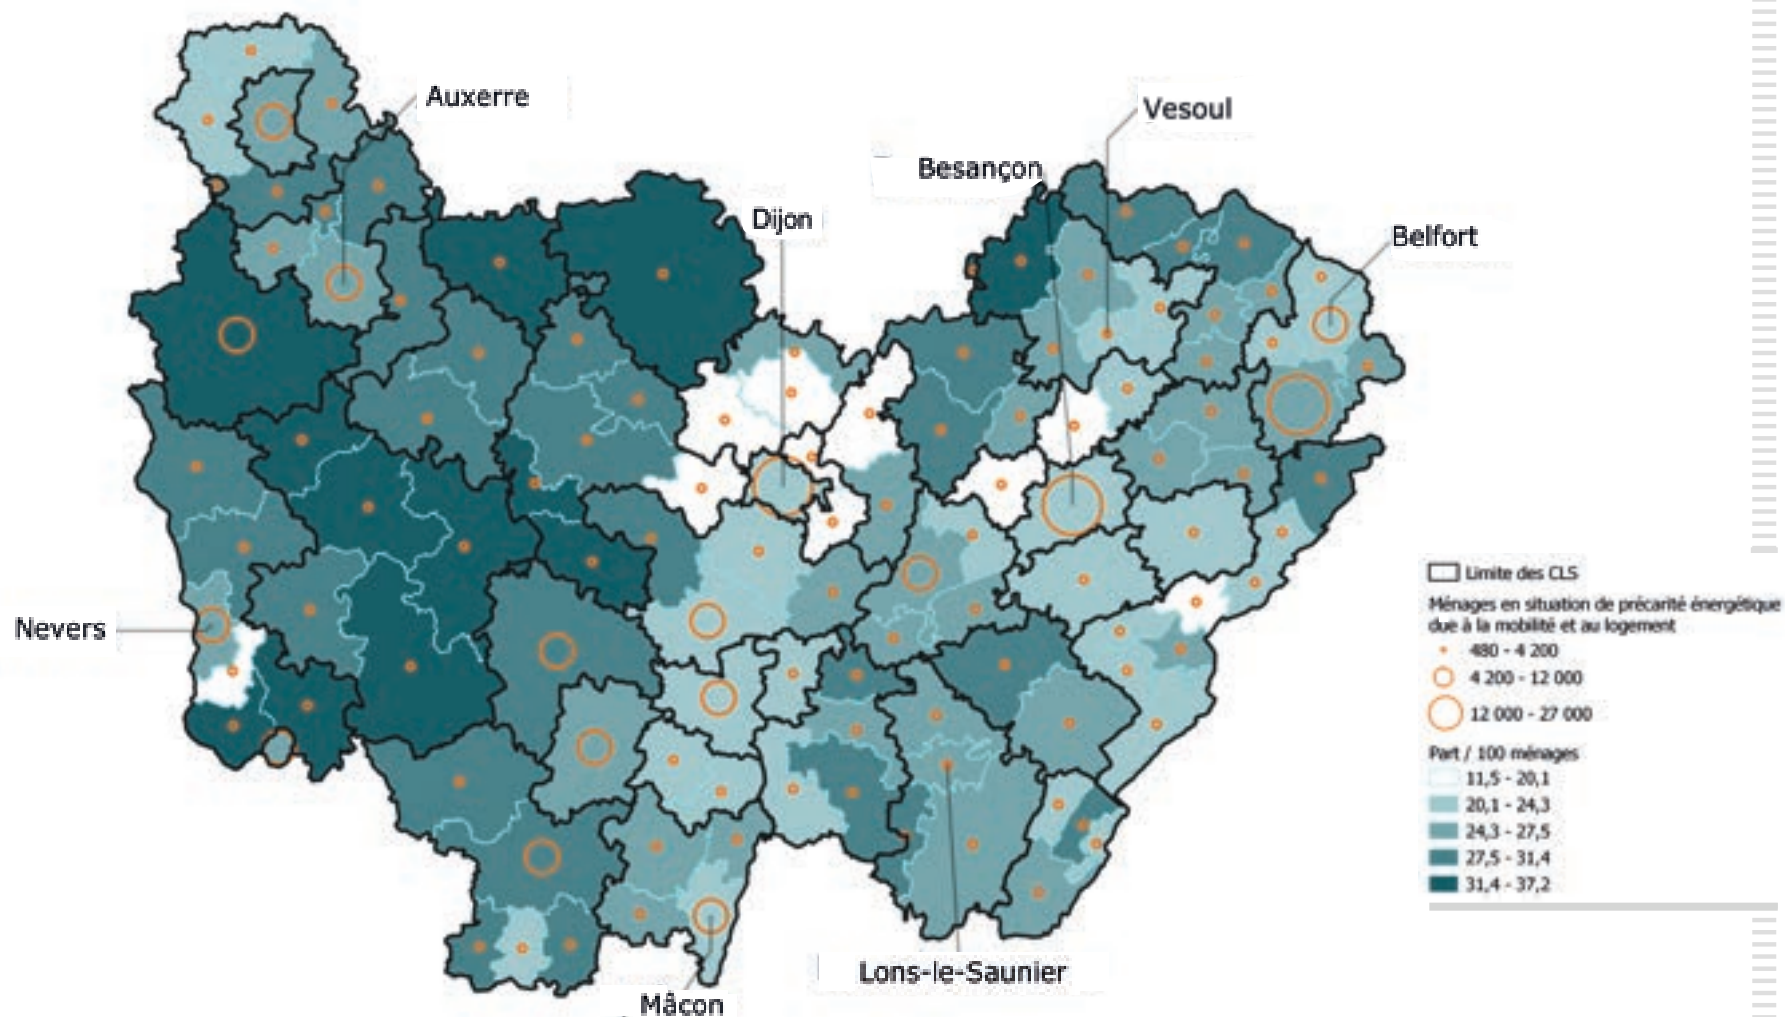 Auxerre
Vesoul
Besançon
Dijon
Belfort
Nevers
Lons-le-Saunier
Mâcon
Limite des CLS
Ménages en situation de précarité énergétique
due à la mobilité et au logement
480 - 4 200
4 200 - 12 000
12 000 - 27 000
Part / 100 ménages
11,5 - 20,1
20,1 - 24,3
24,3 - 27,5
27,5 - 31,4
31,4 - 37,2